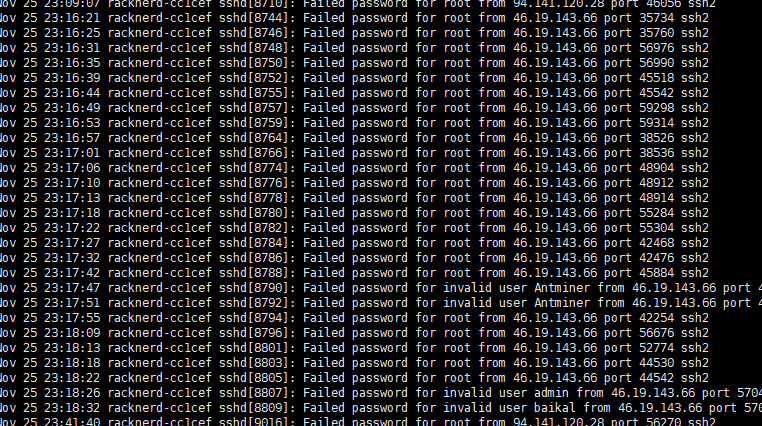 Nov 25 23:09:07 racknerd-cc1cef sshd[8710]: Failed password for root from 94.141.120.28 port 46056 ssh2
Nov 25 23:16:21 racknerd-cc1cef sshd[8744]: Failed password for root from 46.19.143.66 port 35734 ssh2
Nov 25 23:16:25 racknerd-cc1cef sshd[8746]: Failed password for root from 46.19.143.66 port 35760 ssh2
Nov 25 23:16:31 racknerd-cc1cef sshd[8748]: Failed password for root from 46.19.143.66 port 56976 ssh2
Nov 25 23:16:35 racknerd-cc1cef sshd[8750]: Failed password for root from 46.19.143.66 port 56990 ssh2
Nov 25 23:16:39 racknerd-cc1cef sshd[8752]: Failed password for root from 46.19.143.66 port 45518 ssh2
Nov 25 23:16:44 racknerd-cc1cef sshd[8755]: Failed password for root from 46.19.143.66 port 45542 ssh2
Nov 25 23:16:49 racknerd-cc1cef sshd[8757]: Failed password for root from 46.19.143.66 port 59298 ssh2
Nov 25 23:16:53 racknerd-cc1cef sshd[8759]: Failed password for root from 46.19.143.66 port 59314 ssh2
Nov 25 23:16:57 racknerd-cc1cef sshd[8764]: Failed password for root from 46.19.143.66 port 38526 ssh2
Nov 25 23:17:01 racknerd-cc1cef sshd[8766]: Failed password for root from 46.19.143.66 port 38536 ssh2
Nov 25 23:17:06 racknerd-cc1cef sshd[8774]: Failed password for root from 46.19.143.66 port 48904 ssh2
Nov 25 23:17:10 racknerd-cc1cef sshd[8776]: Failed password for root from 46.19.143.66 port 48912 ssh2
Nov 25 23:17:13 racknerd-cc1cef sshd[8778]: Failed password for root from 46.19.143.66 port 48914 ssh2
Nov 25 23:17:18 racknerd-cc1cef sshd[8780]: Failed password for root from 46.19.143.66 port 55284 ssh2
Nov 25 23:17:22 racknerd-cc1cef sshd[8782]: Failed password for root from 46.19.143.66 port 55304 ssh2
Nov 25 23:17:27 racknerd-cc1cef sshd[8784]: Failed password for root from 46.19.143.66 port 42468 ssh2
Nov 25 23:17:32 racknerd-cc1cef sshd[8786]: Failed password for root from 46.19.143.66 port 42476 ssh2
Nov 25 23:17:42 racknerd-cc1cef sshd[8788]: Failed password for root from 46.19.143.66 port 45884 ssh2
Nov 25 23:17:47 racknerd-cc1cef sshd[8790]: Failed password for invalid user Antminer from 46.19.143.66 port 4
Nov 25 23:17:51 racknerd-cc1cef sshd[8792]: Failed password for invalid user Antminer from 46.19.143.66 port 4
Nov 25 23:17:55 racknerd-cc1cef sshd[8794]: Failed password for root from 46.19.143.66 port 42254 ssh2
Nov 25 23:18:09 racknerd-cc1cef sshd[8796]: Failed password for root from 46.19.143.66 port 56676 ssh2
Nov 25 23:18:13 racknerd-cc1cef sshd[8801]: Failed password for root from 46.19.143.66 port 52774 ssh2
Nov 25 23:18:18 racknerd-cc1cef sshd[8803]: Failed password for root from 46.19.143.66 port 44530 ssh2
Nov 25 23:18:22 racknerd-cc1cef sshd[8805]: Failed password for root from 46.19.143.66 port 44542 ssh2
Nov 25 23:18:26 racknerd-cc1cef sshd[8807]: Failed password for invalid user admin from 46.19.143.66 port 5704
Nov 25 23:18:32 racknerd-cc1cef sshd[8809]: Failed password for invalid user baikal from 46.19.143.66 port 570
Nov 25 23:41:40 racknerd-cc1cef sshd[9016]: Failed password for root from 94.141.120.28 port 56270 ssh2